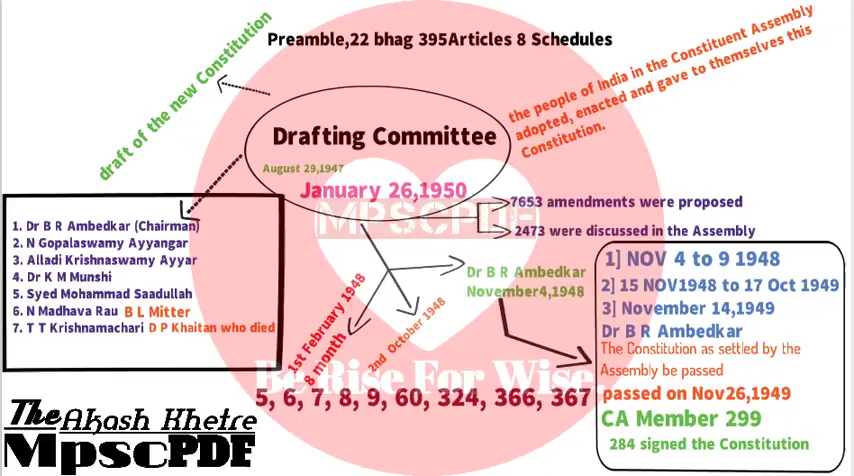 Preamble,22 bhag 395Articles 8 Schedules
draft of the new Constitution
the people of India in the Constituent Assembly
adopted, enacted and gave to themselves this
Constitution.
Drafting Committee
August 29,1947
January 26,1950
MPSCPDF
7653 amendments were proposed
2473 were discussed in the Assembly
1. Dr B R Ambedkar (Chairman)
2. N Gopalaswamy Ayyangar
3. Alladi Krishnaswamy Ayyar
4. Dr K M Munshi
5. Syed Mohammad Saadullah
6. N Madhava Rau B L Mitter
7. T T Krishnamachari D P Khaitan who died
1st February 1948
8 month
2nd October 1948
Dr B R Ambedkar
November4,1948
1] NOV 4 to 9 1948
2] 15 NOV1948 to 17 Oct 1949
3] November 14,1949
Dr B R Ambedkar
The Constitution as settled by the
Assembly be passed
passed on Nov26,1949
CA Member 299
284 signed the Constitution
Be Rise For Wise.
5, 6, 7, 8, 9, 60, 324, 366, 367
The Akash Khetre
MpscPDF